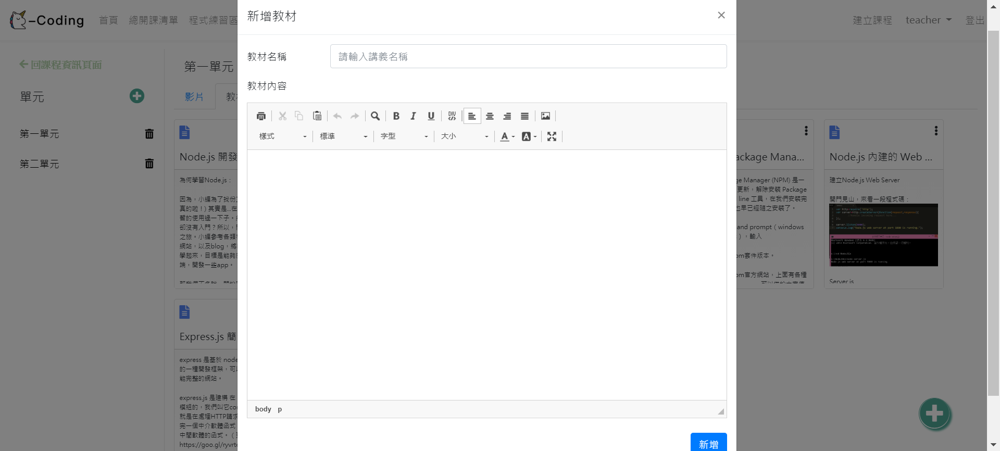 -Coding
首頁
總開課清單
程式練習區
建立課程
teacher
登出
回課程資訊頁面
單元
第一單元
第二單元
第一單元
影片
教
Node.js 開發
為何學習Node.js：
因為，小編為了找份
真的啦！) 其實是...在
暫的使用過一下子。
卻沒有入門？所以，
之旅。小編參考各類
網站，以及blog，將
學起來，目標是能夠
端，開發一些app。
Express.js 簡
express 是基於 node
的一種開發框架，可
能完整的網站。
express.js 是建構 在
模組的，我們叫它co
就是在處理HTTP請求
完一個中介軟體函式
中間軟體的函式。（
https://goo.gl/ryvrt
新增教材
×
教材名稱
請輸入講義名稱
教材內容
B I U
DIV
樣式
標準
字型
大小
A
A
body p
新增
ackage Mana...
ge Manager (NPM) 是一
更新，解除安裝 Package
line 工具，在我們安裝完
也早已經隨之安裝了。
and prompt（windows
），輸入
om套件版本。
om官方網站，上面有各種
Node.js 內建的 Web ...
建立Node.js Web Server
開門見山，來看一段程式碼：
Server.js